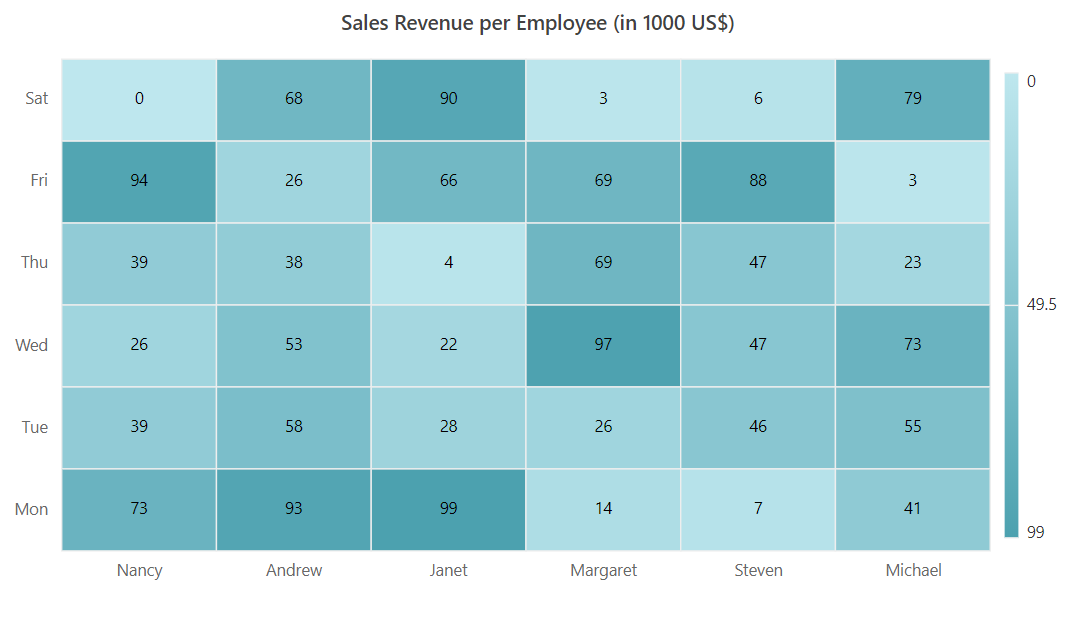 Sales Revenue per Employee (in 1000 US$)
Sat 0 68 90 3 6 79
Fri 94 26 66 69 88 3
Thu 39 38 4 69 47 23
Wed 26 53 22 97 47 73
Tue 39 58 28 26 46 55
Mon 73 93 99 14 7 41
Nancy Andrew Janet Margaret Steven Michael
0
49.5
99